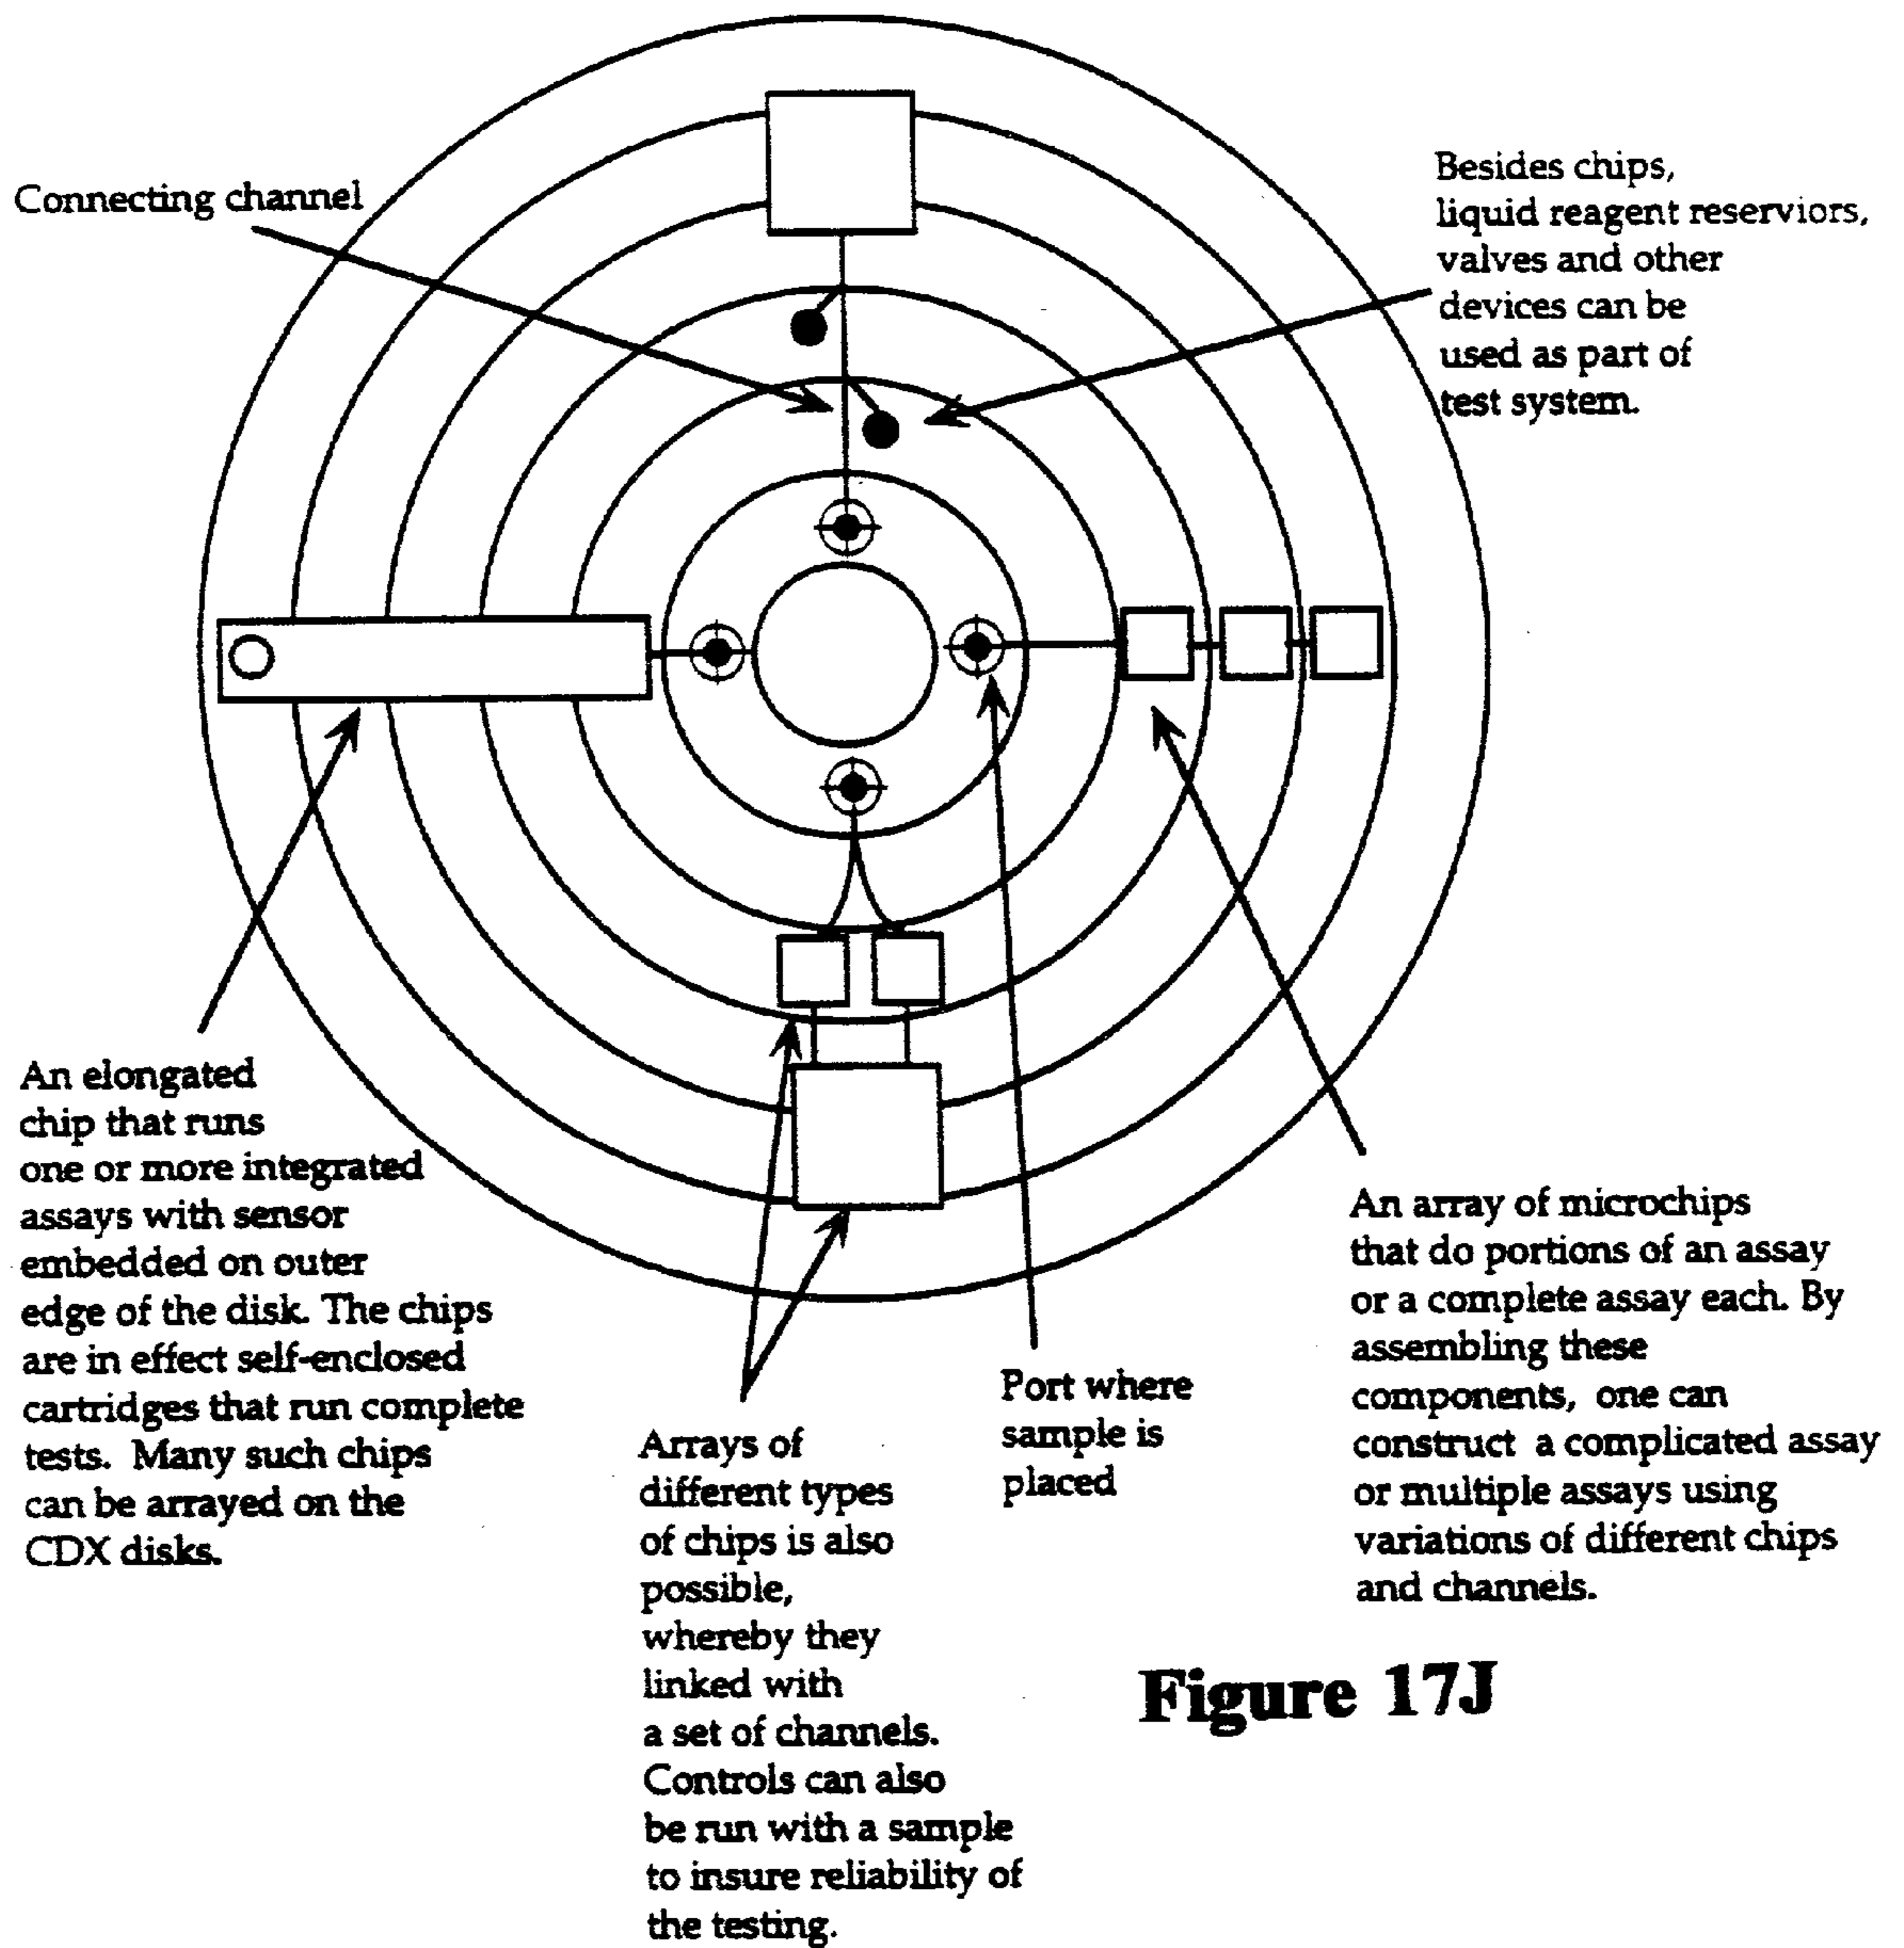 Connecting channel
Besides chips,
liquid reagent reserviors,
valves and other
devices can be
used as part of
test system.
An elongated
chip that runs
one or more integrated
assays with sensor
embedded on outer
edge of the disk. The chips
are in effect self-enclosed
cartridges that run complete
tests. Many such chips
can be arrayed on the
CDX disks.
Arrays of
different types
of chips is also
possible,
whereby they
linked with
a set of channels.
Controls can also
be run with a sample
to insure reliability of
the testing.
Port where
sample is
placed
An array of microchips
that do portions of an assay
or a complete assay each. By
assembling these
components, one can
construct a complicated assay
or multiple assays using
variations of different chips
and channels.
Figure 17J